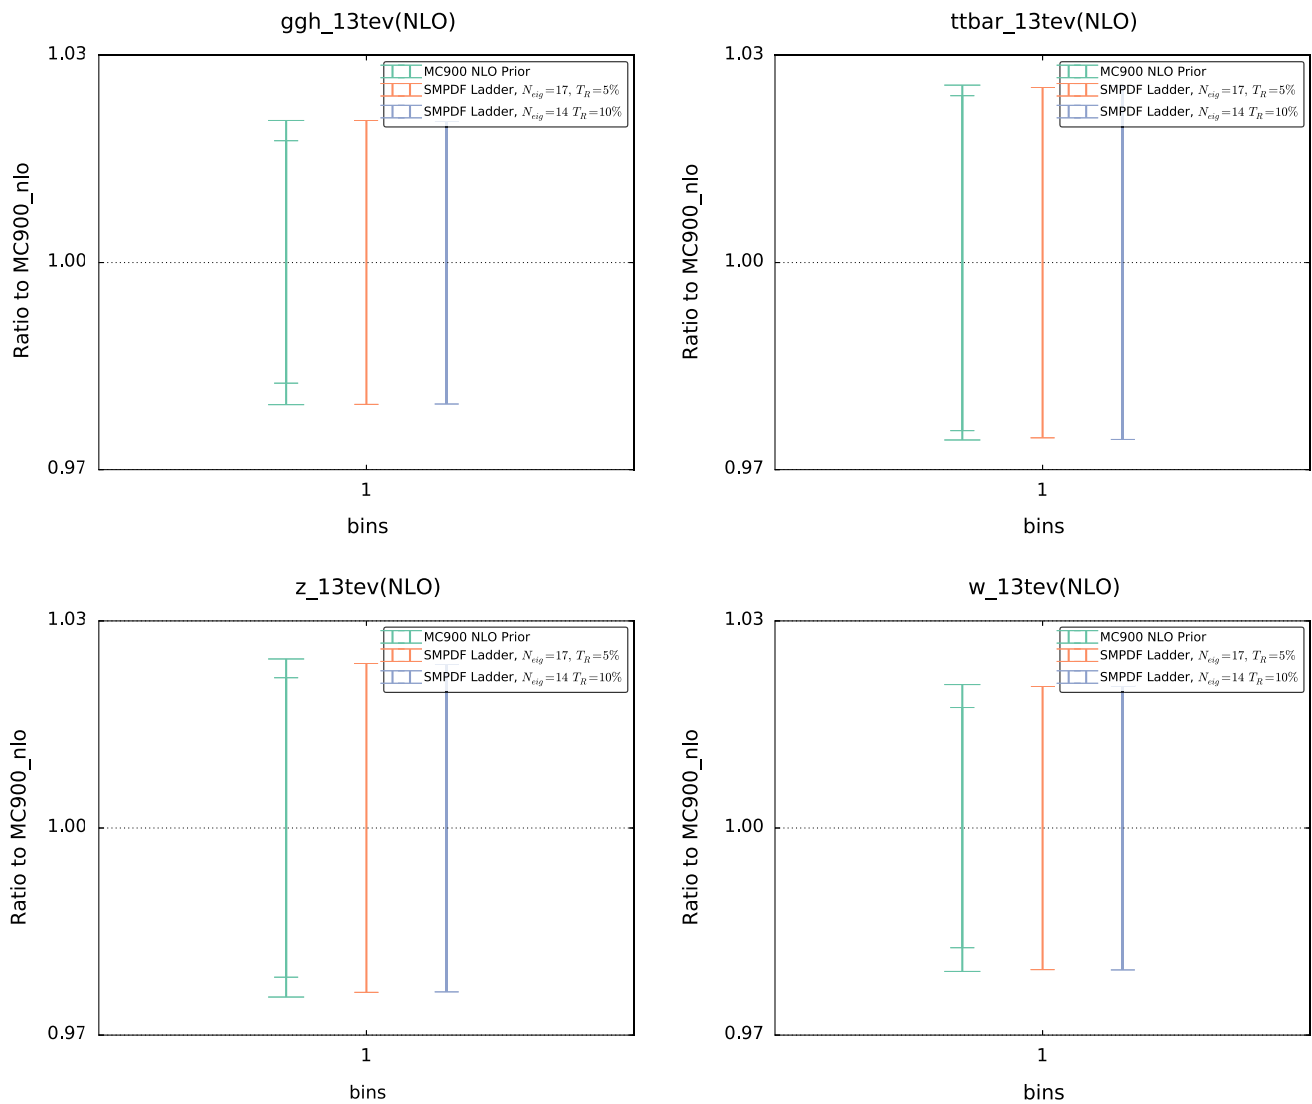 ggh_13tev(NLO)
1.03
MC900 NLO Prior
SMPDF Ladder, N_eig=17, T_R=5%
SMPDF Ladder, N_eig=14 T_R=10%
Ratio to MC900_nlo
1.00
0.97
1
bins
ttbar_13tev(NLO)
1.03
MC900 NLO Prior
SMPDF Ladder, N_eig=17, T_R=5%
SMPDF Ladder, N_eig=14 T_R=10%
Ratio to MC900_nlo
1.00
0.97
1
bins
z_13tev(NLO)
1.03
MC900 NLO Prior
SMPDF Ladder, N_eig=17, T_R=5%
SMPDF Ladder, N_eig=14 T_R=10%
Ratio to MC900_nlo
1.00
0.97
1
bins
w_13tev(NLO)
1.03
MC900 NLO Prior
SMPDF Ladder, N_eig=17, T_R=5%
SMPDF Ladder, N_eig=14 T_R=10%
Ratio to MC900_nlo
1.00
0.97
1
bins